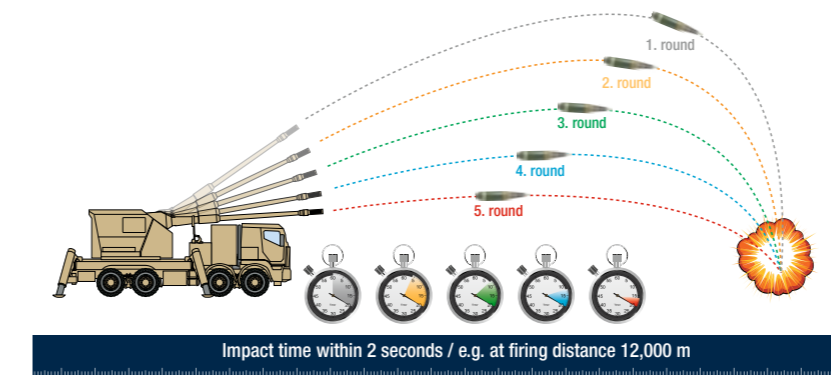 1. round
2. round
3. round
4. round
5. round
Impact time within 2 seconds / e.g. at firing distance 12,000 m